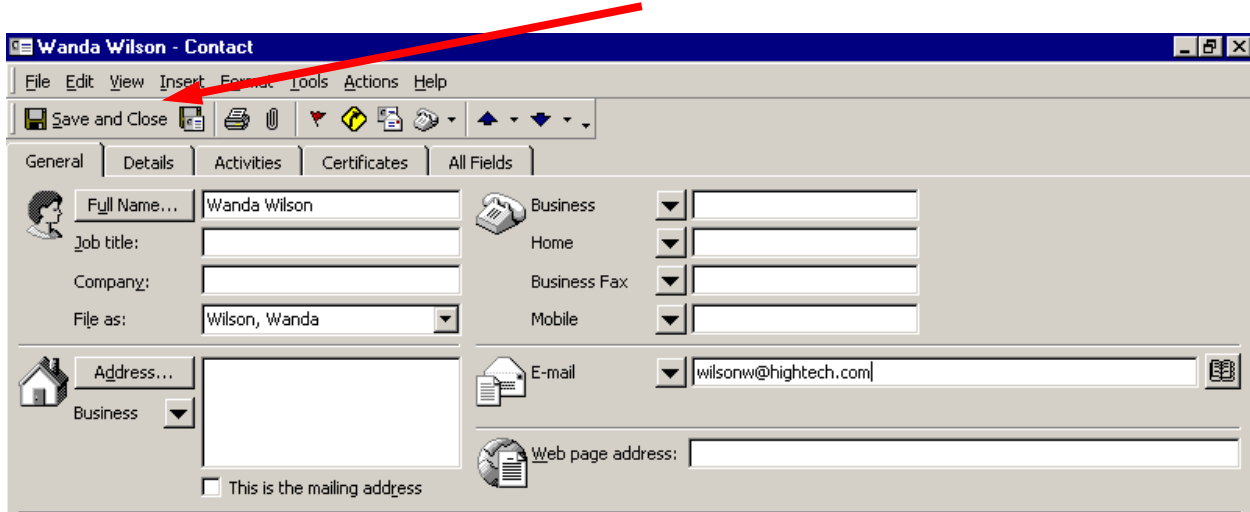 Wanda Wilson - Contact
File Edit View Insert Format Tools Actions Help
Save and Close
General Details Activities Certificates All Fields
Full Name... Wanda Wilson Business
Job title: Home
Company: Business Fax
File as: Wilson, Wanda Mobile
Address... E-mail wilsonw@hightech.com
Business
Web page address:
This is the mailing address